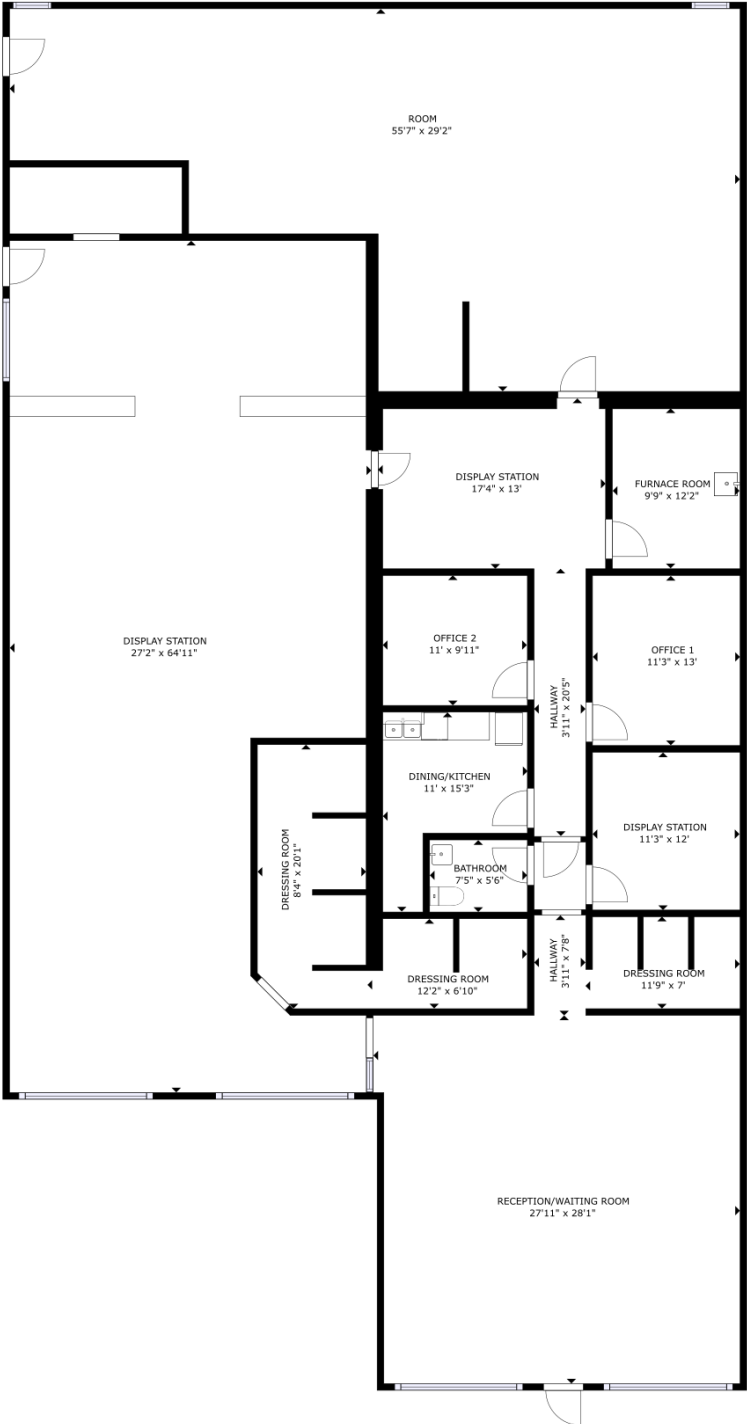 ROOM
55'7" x 29'2"
DISPLAY STATION
17'4" x 13'
FURNACE ROOM
9'9" x 12'2"
DISPLAY STATION
27'2" x 64'11"
OFFICE 2
11' x 9'11"
HALLWAY
3'11" x 20'5"
OFFICE 1
11'3" x 13'
DINING/KITCHEN
11' x 15'3"
DISPLAY STATION
11'3" x 12'
DRESSING ROOM
8'4" x 20'1"
BATHROOM
7'5" x 5'6"
HALLWAY
3'11" x 7'8"
DRESSING ROOM
12'2" x 6'10"
DRESSING ROOM
11'9" x 7'
RECEPTION/WAITING ROOM
27'11" x 28'1"